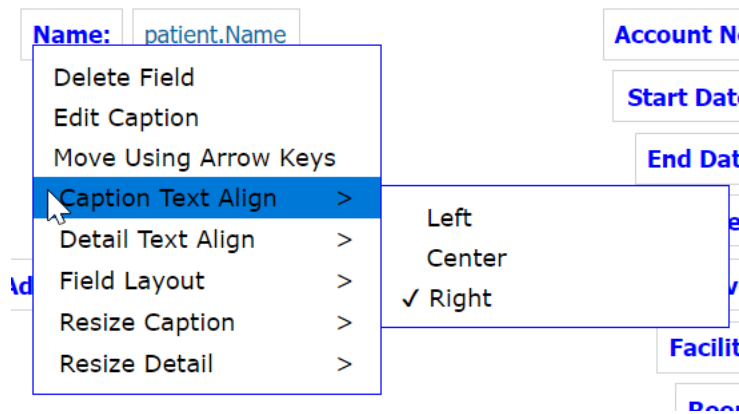 Name: patient.Name Account N
Delete Field Start Dat
Edit Caption
Move Using Arrow Keys End Dat
Caption Text Align >
Left
Detail Text Align >
Center
Field Layout >
✓ Right
Resize Caption >
Resize Detail > Facilit